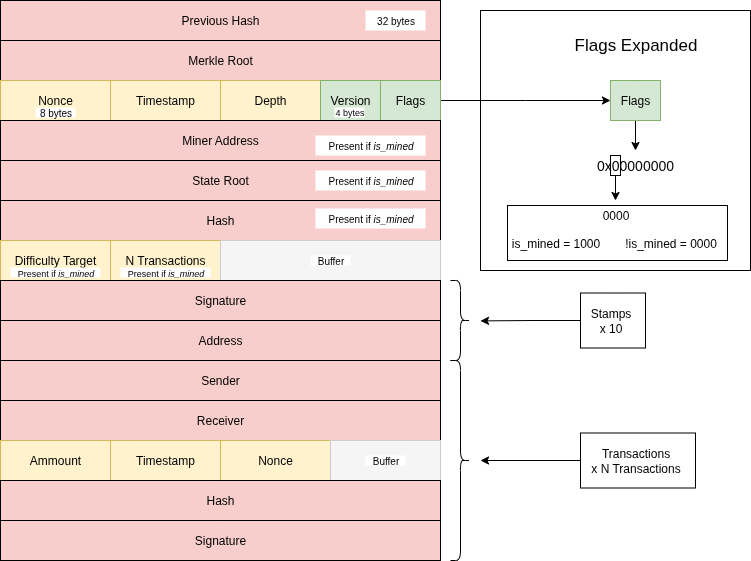 Previous Hash
32 bytes
Merkle Root
Nonce
8 bytes
Timestamp
Depth
Version
4 bytes
Flags
Miner Address
Present if is_mined
State Root
Present if is_mined
Hash
Present if is_mined
Difficulty Target
Present if is_mined
N Transactions
Present if is_mined
Buffer
Signature
Address
Sender
Receiver
Ammount
Timestamp
Nonce
Buffer
Hash
Signature
Flags Expanded
Flags
0x00000000
0000
is_mined = 1000
!is_mined = 0000
Stamps
x 10
Transactions
x N Transactions